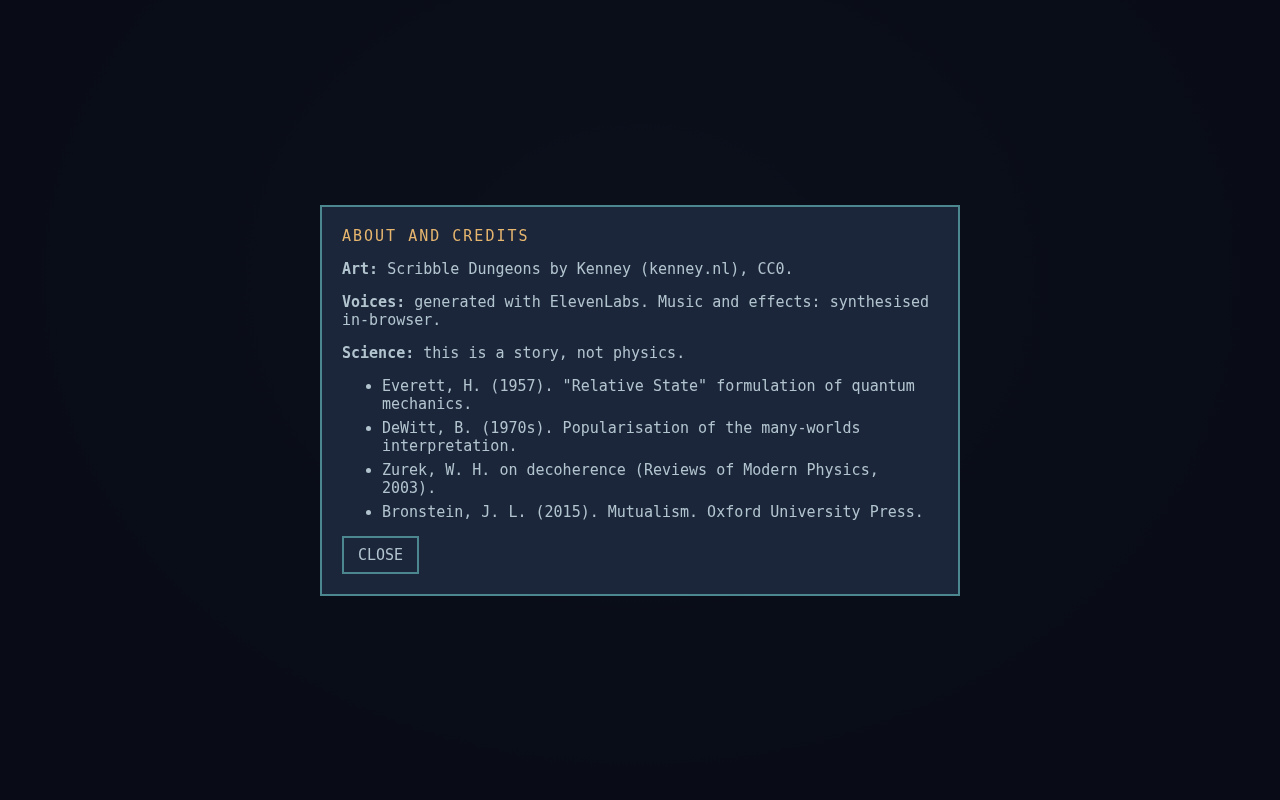 ABOUT AND CREDITS
Art: Scribble Dungeons by Kenney (kenney.nl), CC0.
Voices: generated with ElevenLabs. Music and effects: synthesised
in-browser.
Science: this is a story, not physics.
• Everett, H. (1957). "Relative State" formulation of quantum
mechanics.
• DeWitt, B. (1970s). Popularisation of the many-worlds
interpretation.
• Zurek, W. H. on decoherence (Reviews of Modern Physics,
2003).
• Bronstein, J. L. (2015). Mutualism. Oxford University Press.
CLOSE